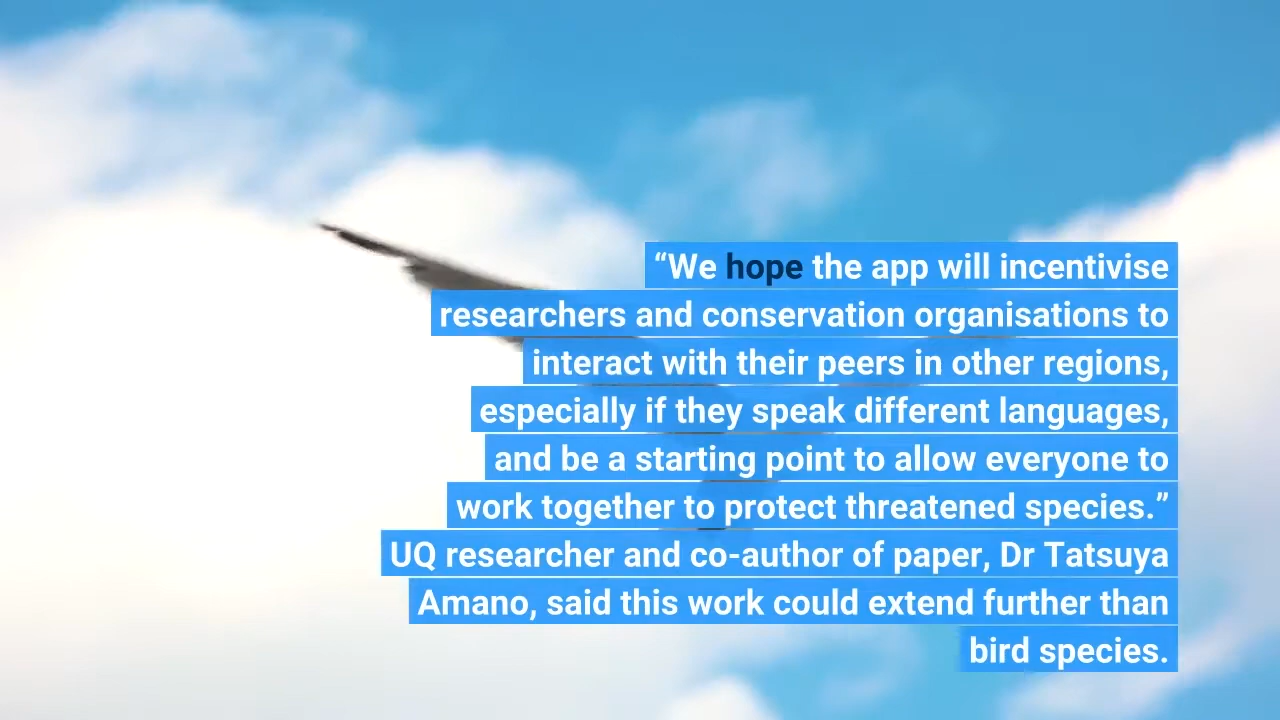 “We hope the app will incentivise
researchers and conservation organisations to
interact with their peers in other regions,
especially if they speak different languages,
and be a starting point to allow everyone to
work together to protect threatened species.”
UQ researcher and co-author of paper, Dr Tatsuya
Amano, said this work could extend further than
bird species.